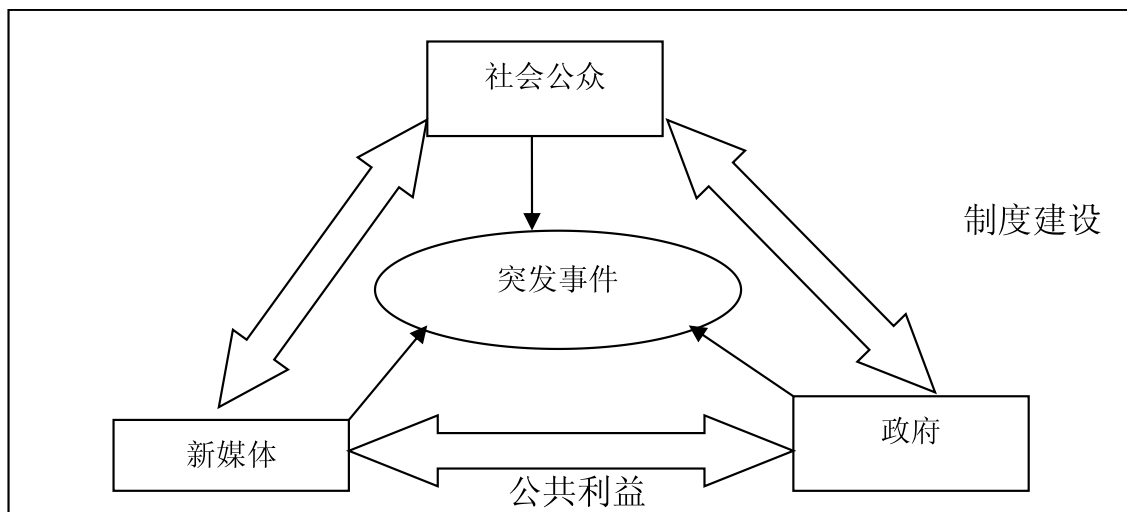 社会公众
制度建设
突发事件
新媒体
政府
公共利益